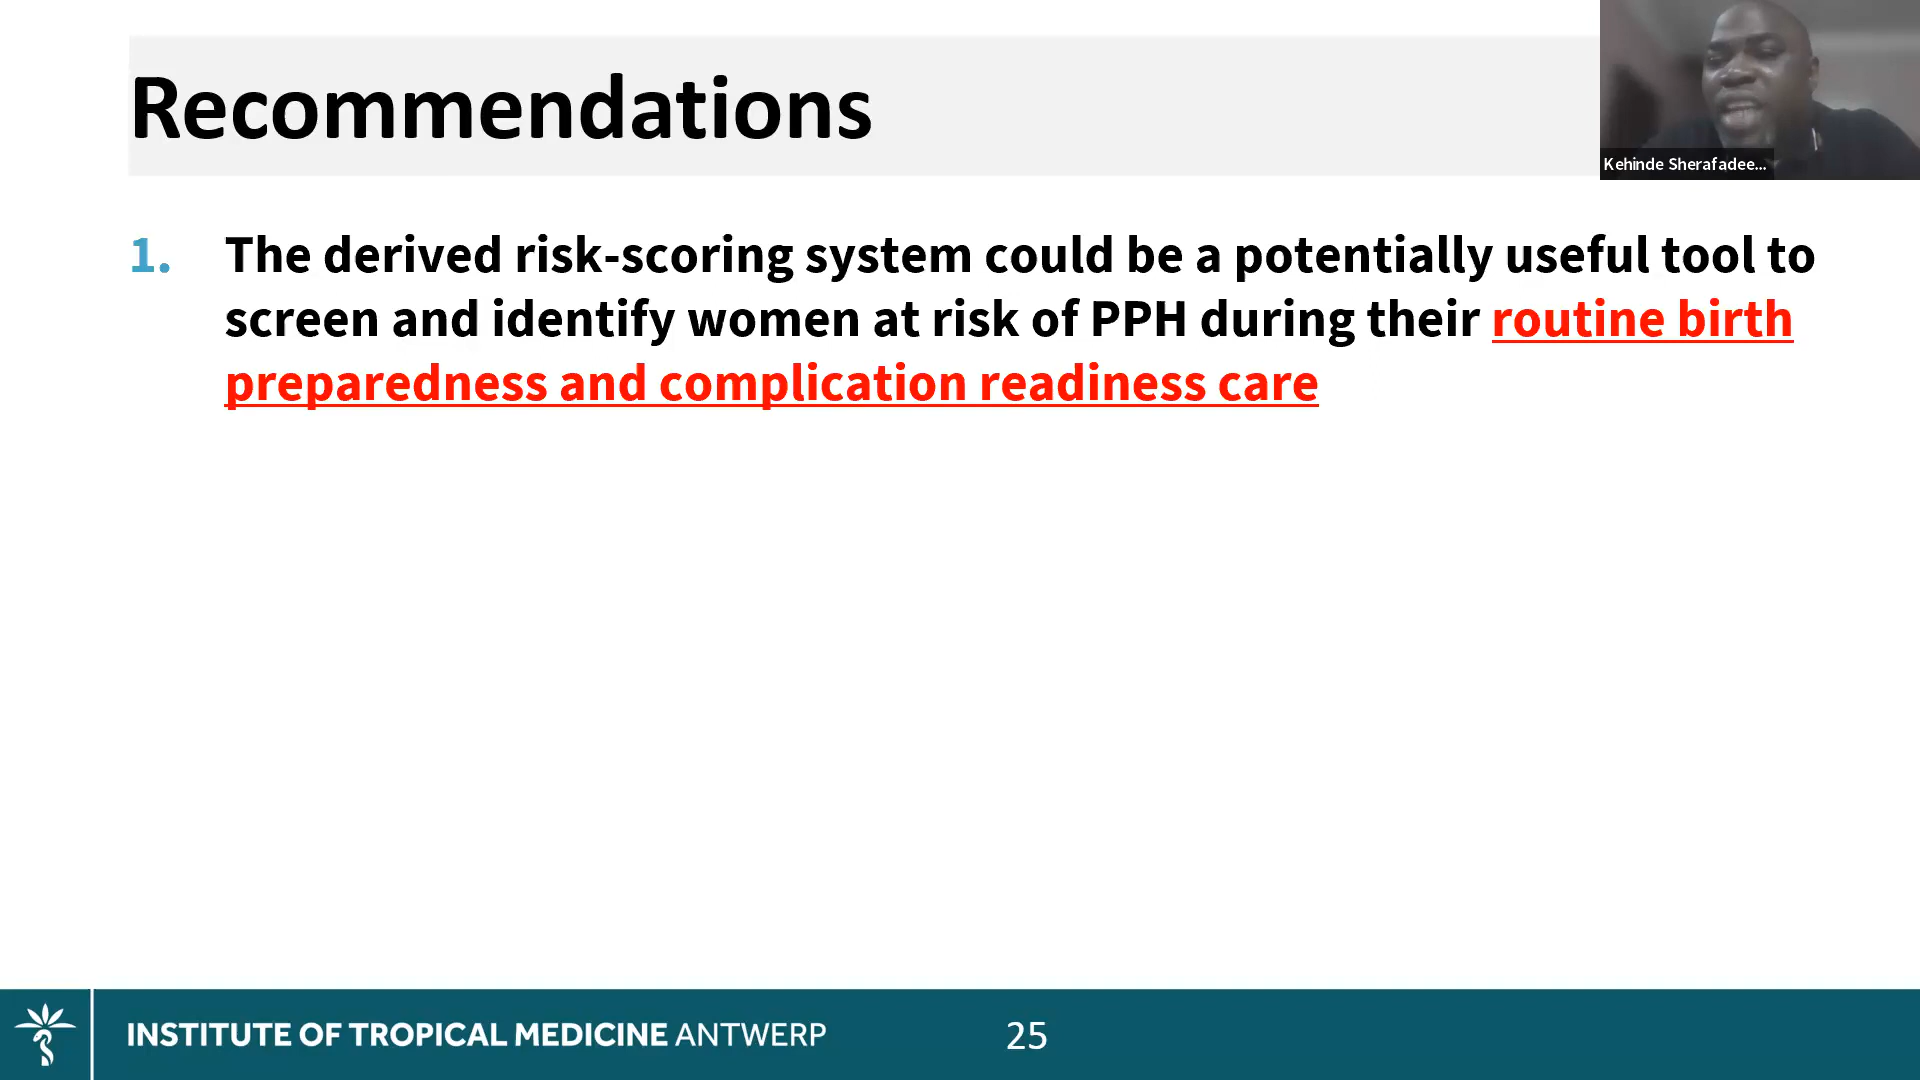 Recommendations
Kehinde Sherafadee...
1. The derived risk-scoring system could be a potentially useful tool to
screen and identify women at risk of PPH during their routine birth
preparedness and complication readiness care
INSTITUTE OF TROPICAL MEDICINE ANTWERP
25